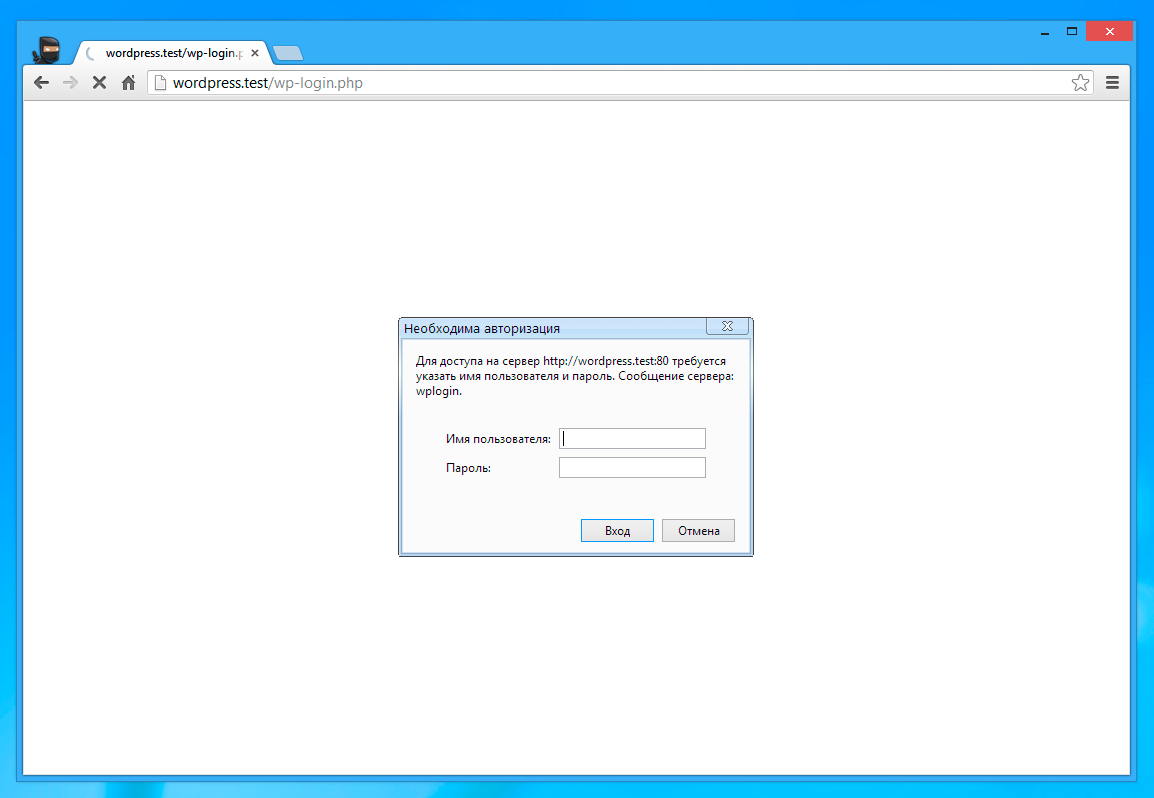 wordpress.test/wp-login.p
wordpress.test/wp-login.php
Необходима авторизация
Для доступа на сервер http://wordpress.test:80 требуется
указать имя пользователя и пароль. Сообщение сервера:
wplogin.
Имя пользователя:
Пароль:
Вход Отмена